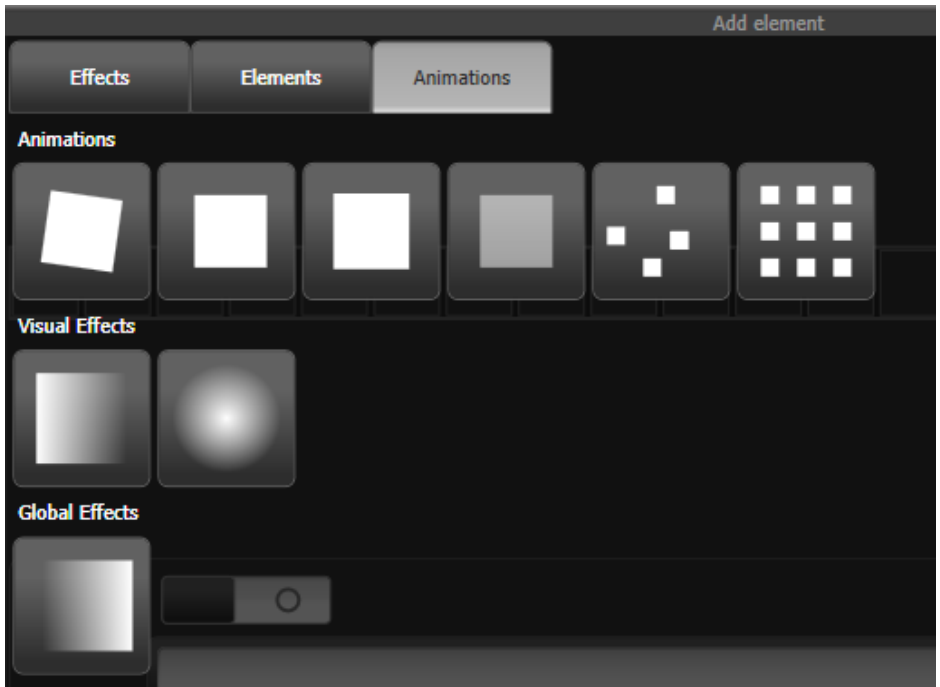 Add element
Effects Elements Animations
Animations
Visual Effects
Global Effects